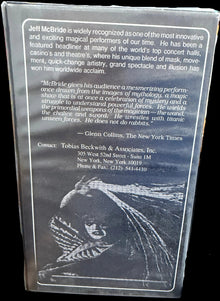 Jeff McBride is widely recognized as one of the most innovative
and exciting magical performers of our time. He has been a
featured headliner at many of the world's top concert halls,
casino's and theatre's, where his unique blend of mask, move-
ment, quick-change artistry, grand spectacle and illusion has
won him worldwide acclaim.
"McBride gives his audience a mesmerizing perform-
ance drawn from the images of mythology, a magic
show that is at once a celebration of mystery and a
struggle to understand powerful forces. He wields
the primordial weapons of the magician — the wand,
the chalice and sword. He wrestles with titanic
unseen forces. He does not do rabbits."
— Glenn Collins, The New York Times
Contact: Tobias Beckwith & Associates, Inc.
305 West 52nd Street - Suite 1M
New York, New York 10019
Phone & Fax: (212)